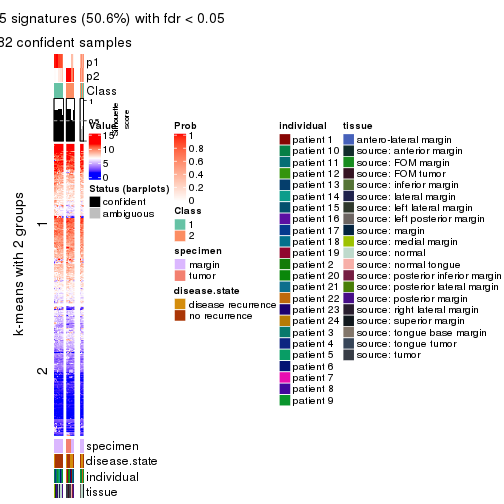 5 signatures (50.6%) with fdr < 0.05
32 confident samples
p1
p2
Class
1
Silhouette
score
k-means with 2 groups
1
2
specimen
disease.state
individual
tissue
Value
15
10
5
0
Status (barplots)
confident
ambiguous
Prob
1
0.8
0.6
0.4
0.2
0
Class
1
2
specimen
margin
tumor
disease.state
disease recurrence
no recurrence
individual
patient 1
patient 10
patient 11
patient 12
patient 13
patient 14
patient 15
patient 16
patient 17
patient 18
patient 19
patient 2
patient 20
patient 21
patient 22
patient 23
patient 24
patient 3
patient 4
patient 5
patient 6
patient 7
patient 8
patient 9
tissue
antero-lateral margin
source: anterior margin
source: FOM margin
source: FOM tumor
source: inferior margin
source: lateral margin
source: left lateral margin
source: left posterior margin
source: margin
source: medial margin
source: normal
source: normal tongue
source: posterior inferior margin
source: posterior lateral margin
source: posterior margin
source: right lateral margin
source: superior margin
source: tongue base margin
source: tongue tumor
source: tumor